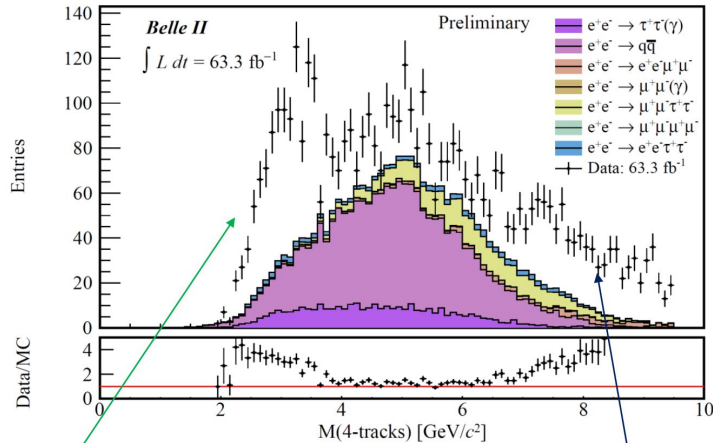 Belle II
Preliminary
∫ L dt = 63.3 fb⁻¹
e⁺e⁻ → τ⁺τ⁻(γ)
e⁺e⁻ → qq̅
e⁺e⁻ → e⁺e⁻μ⁺μ⁻
e⁺e⁻ → μ⁺μ⁻(γ)
e⁺e⁻ → μ⁺μ⁻τ⁺τ⁻
e⁺e⁻ → μ⁺μ⁻μ⁺μ⁻
e⁺e⁻ → e⁺e⁻τ⁺τ⁻
Data: 63.3 fb⁻¹
Entries
140
120
100
80
60
40
20
0
Data/MC
4
2
0
0 2 4 6 8 10
M(4-tracks) [GeV/c²]